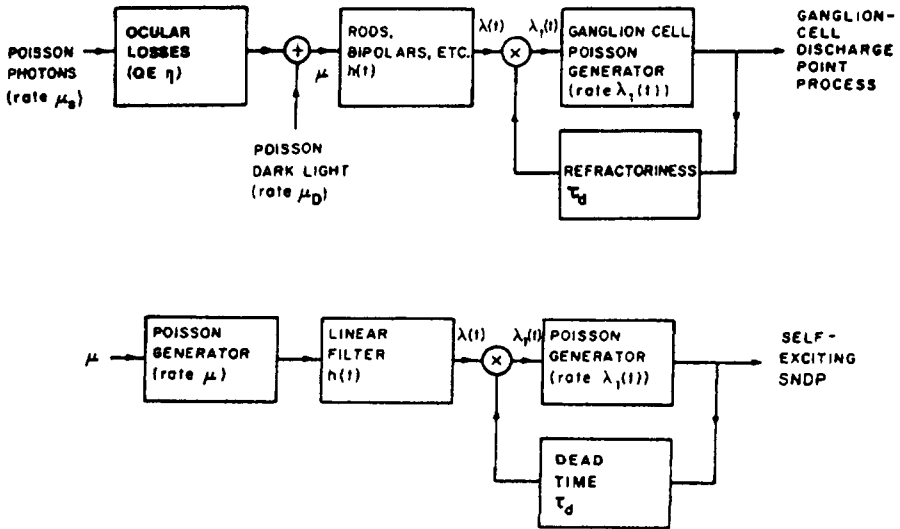 POISSON
PHOTONS
(rate μs)
OCULAR
LOSSES
(QE η)
+
μ
POISSON
DARK LIGHT
(rate μD)
RODS,
BIPOLARS, ETC.
h(t)
λ(t)
×
λ1(t)
GANGLION CELL
POISSON
GENERATOR
(rate λ1(t))
REFRACTORINESS
τd
GANGLION-
CELL
DISCHARGE
POINT
PROCESS
μ
POISSON
GENERATOR
(rate μ)
LINEAR
FILTER
h(t)
λ(t)
×
λ1(t)
POISSON
GENERATOR
(rate λ1(t))
DEAD
TIME
τd
SELF-
EXCITING
SNDP